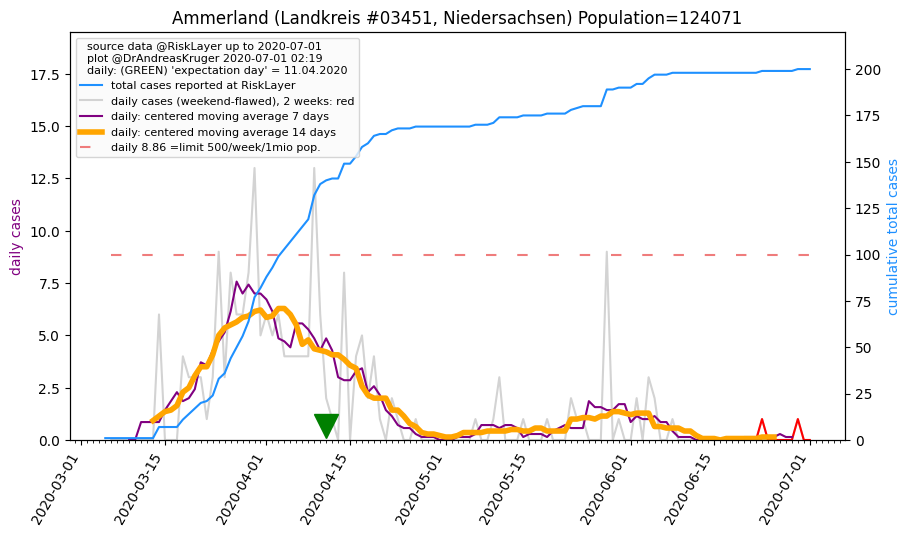 Ammerland (Landkreis #03451, Niedersachsen) Population=124071
source data @RiskLayer up to 2020-07-01
plot @DrAndreasKruger 2020-07-01 02:19
daily: (GREEN) 'expectation day' = 11.04.2020
total cases reported at RiskLayer
daily cases (weekend-flawed), 2 weeks: red
daily: centered moving average 7 days
daily: centered moving average 14 days
daily 8.86 =limit 500/week/1mio pop.
daily cases
17.5
15.0
12.5
10.0
7.5
5.0
2.5
0.0
cumulative total cases
200
175
150
125
100
75
50
25
0
2020-03-01
2020-03-15
2020-04-01
2020-04-15
2020-05-01
2020-05-15
2020-06-01
2020-06-15
2020-07-01